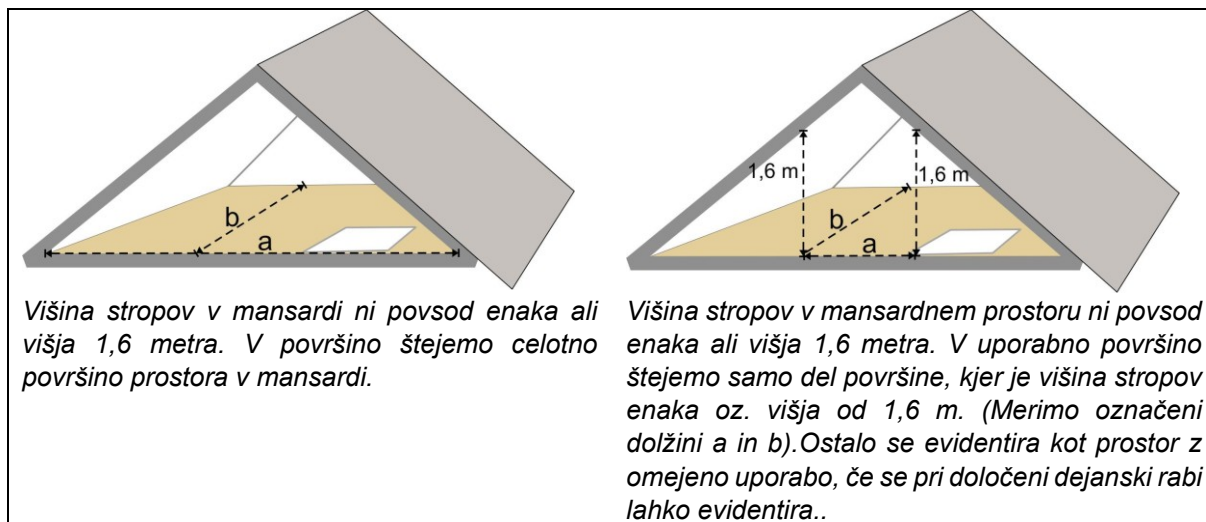 b
a
Višina stropov v mansardi ni povsod enaka ali
višja 1,6 metra. V površino štejemo celotno
površino prostora v mansardi.
1,6 m
1,6 m
b
a
Višina stropov v mansardnem prostoru ni povsod
enaka ali višja 1,6 metra. V uporabno površino
štejemo samo del površine, kjer je višina stropov
enaka oz. višja od 1,6 m. (Merimo označeni
dolžini a in b).Ostalo se evidentira kot prostor z
omejeno uporabo, če se pri določeni dejanski rabi
lahko evidentira..